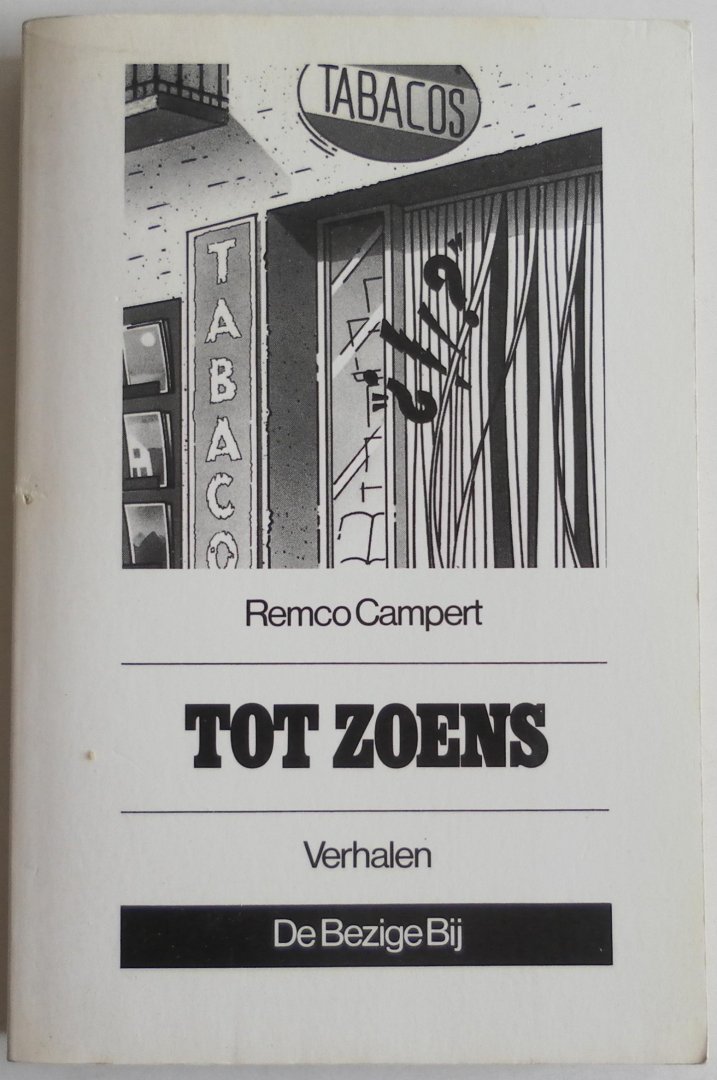 TABACOS
TABACO
Remco Campert
TOT ZOENS
Verhalen
De Bezige Bij